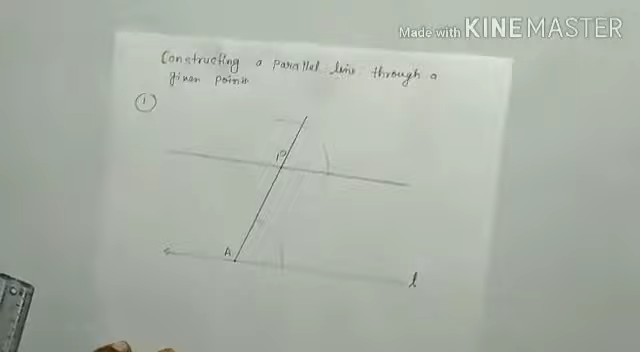 Made with KINEMASTER
Constructing a parallel line through a
given point
1
P
A
l